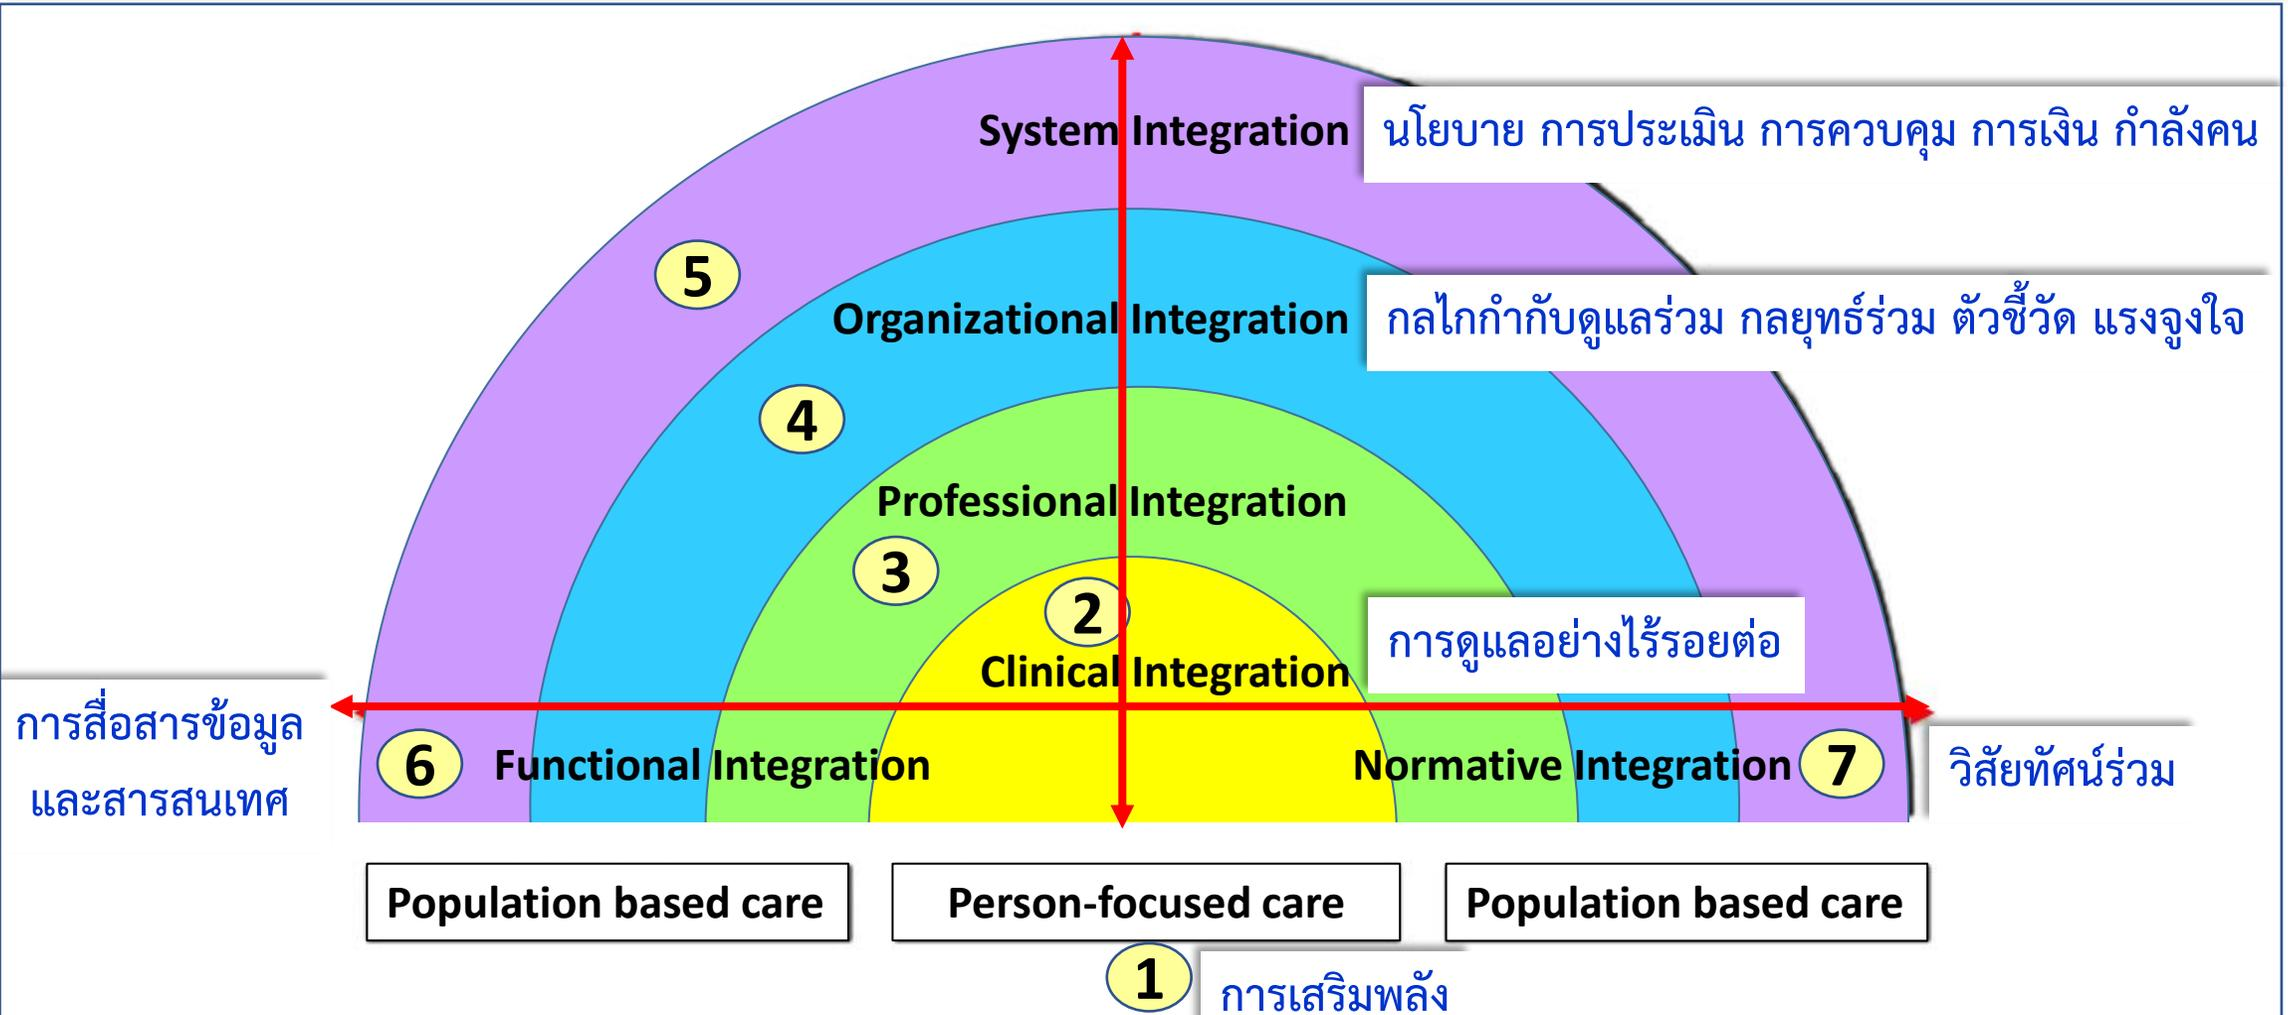 System Integration นโยบาย การประเมิน การควบคุม การเงิน กำลังคน
5
Organizational Integration กลไกกำกับดูแลร่วม กลยุทธ์ร่วม ตัวชี้วัด แรงจูงใจ
4
Professional Integration
3
2
การดูแลอย่างไร้รอยต่อ
Clinical Integration
การสื่อสารข้อมูล
และสารสนเทศ
6 Functional Integration
Normative Integration 7
วิสัยทัศน์ร่วม
Population based care
Person-focused care
Population based care
1 การเสริมพลัง